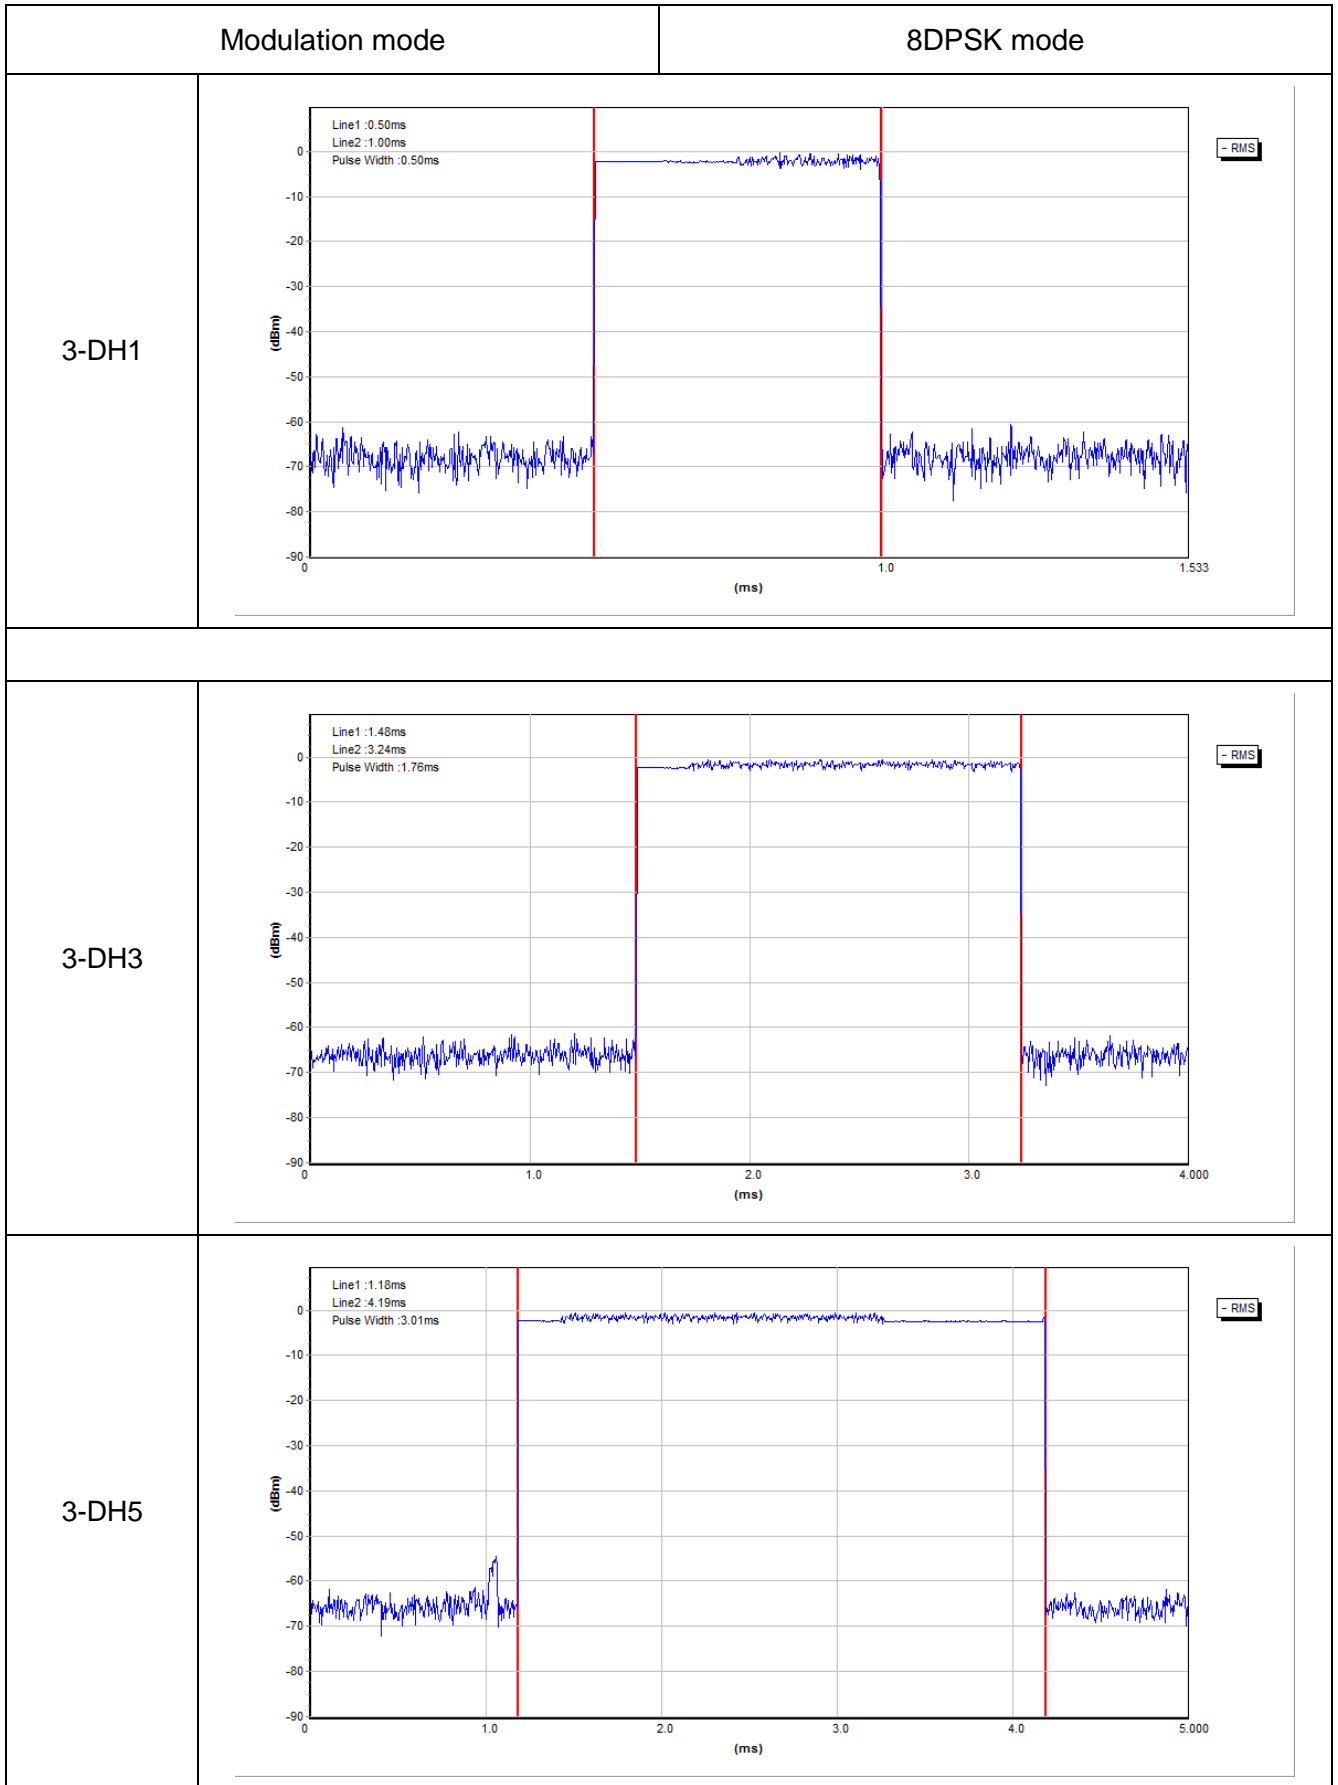 Modulation mode 8DPSK mode
3-DH1
Line1 :0.50ms
Line2 :1.00ms
Pulse Width :0.50ms
- RMS
0
-10
-20
-30
-40
-50
-60
-70
-80
-90
(dBm)
0 1.0 1.533
(ms)
3-DH3
Line1 :1.48ms
Line2 :3.24ms
Pulse Width :1.76ms
- RMS
0
-10
-20
-30
-40
-50
-60
-70
-80
-90
(dBm)
0 1.0 2.0 3.0 4.000
(ms)
3-DH5
Line1 :1.18ms
Line2 :4.19ms
Pulse Width :3.01ms
- RMS
0
-10
-20
-30
-40
-50
-60
-70
-80
-90
(dBm)
0 1.0 2.0 3.0 4.0 5.000
(ms)